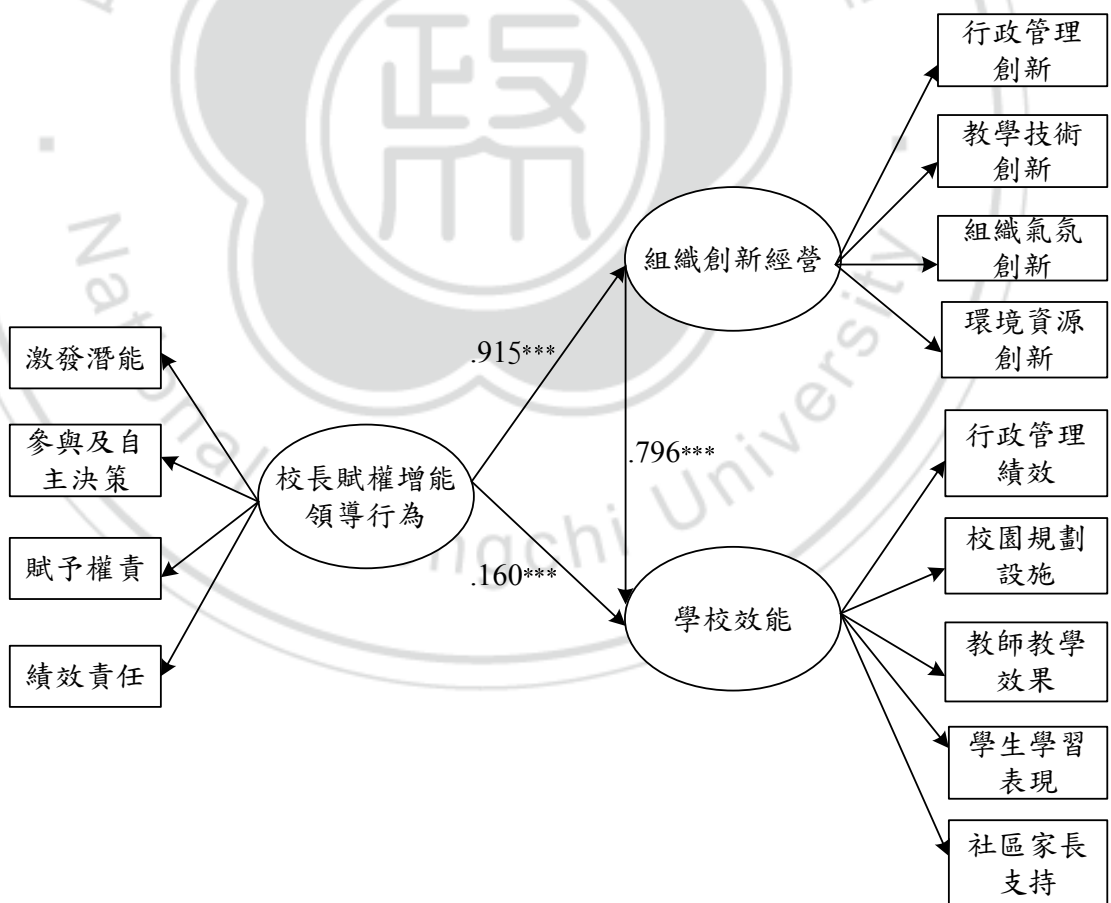 行政管理
創新
教學技術
創新
組織氣氛
創新
環境資源
創新
組織創新經營
激發潛能
參與及自
主決策
賦予權責
績效責任
校長賦權增能
領導行為
.915***
.796***
.160***
學校效能
行政管理
績效
校園規劃
設施
教師教學
效果
學生學習
表現
社區家長
支持
政
National
ngchi University